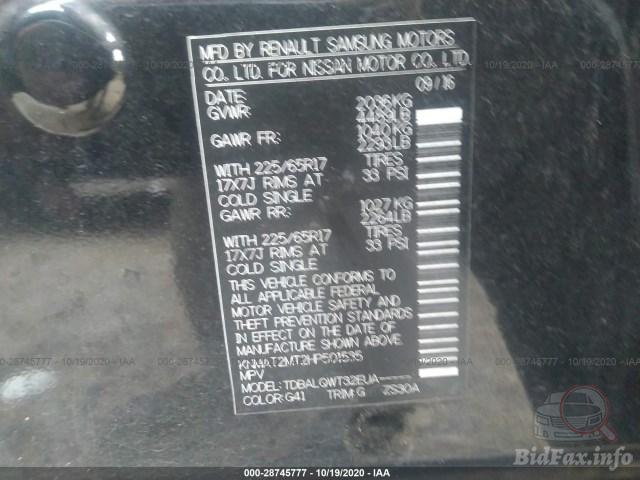 MFD BY RENAULT SAMSUNG MOTORS
CO. LTD. FOR NISSAN MOTOR CO. LTD.
DATE: 09/16
GVWR: 2036KG
4489LB
GAWR FR: 1040KG
2293LB
WITH 225/65R17 TIRES
17X7J RIMS AT 33 PSI
COLD SINGLE
GAWR RR: 1027KG
2264LB
WITH 225/65R17 TIRES
17X7J RIMS AT 33 PSI
COLD SINGLE
THIS VEHICLE CONFORMS TO
ALL APPLICABLE FEDERAL
MOTOR VEHICLE SAFETY AND
THEFT PREVENTION STANDARDS
IN EFFECT ON THE DATE OF
MANUFACTURE SHOWN ABOVE
KNMAT2MT2HP501535
MPV
MODEL: TDBALGWT32EUA-----
COLOR: G41 TRIM: G ZS30A
000-28745777 - 10/19/2020 - IAA
BidFax.info